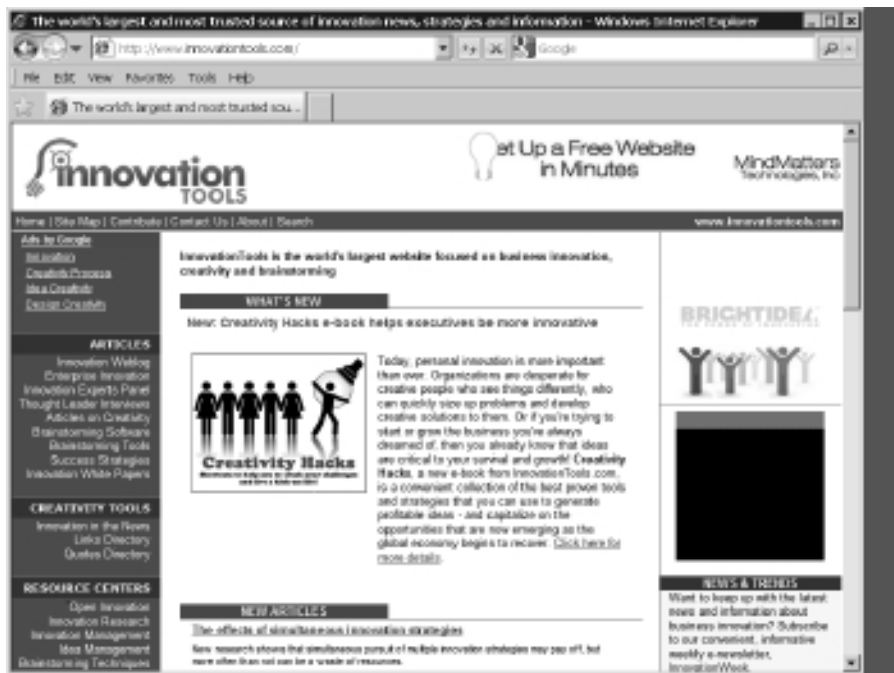 The world's largest and most trusted source of innovation news, strategies and information - Windows Internet Explorer
http://www.innovationtools.com/
Google
File Edit View Favorites Tools Help
The world's largest and most trusted sou...
innovation
TOOLS
et Up a Free Website
in Minutes
MindMatters
Technologies, Inc
Home | Site Map | Contribute | Contact Us | About | Search
www.innovationtools.com
Ads by Google
Innovation
Creativity Process
Idea Creativity
Design Creativity
ARTICLES
Innovation Weblog
Enterprise Innovation
Innovation Experts Panel
Thought Leader Interviews
Articles on Creativity
Brainstorming Software
Brainstorming Tools
Success Strategies
Innovation White Papers
CREATIVITY TOOLS
Innovation in the News
Links Directory
Quotes Directory
RESOURCE CENTERS
Open Innovation
Innovation Research
Innovation Management
Idea Management
Brainstorming Techniques
InnovationTools is the world's largest website focused on business innovation,
creativity and brainstorming
WHAT'S NEW
New: Creativity Hacks e-book helps executives be more innovative
Creativity Hacks
Today, personal innovation is more important
than ever. Organizations are desperate for
creative people who see things differently, who
can quickly size up problems and develop
creative solutions to them. Or if you're trying to
start or grow the business you've always
dreamed of, then you already know that ideas
are critical to your survival and growth! Creativity
Hacks, a new e-book from InnovationTools.com,
is a convenient collection of the best proven tools
and strategies that you can use to generate
profitable ideas - and capitalize on the
opportunities that are now emerging as the
global economy begins to recover. Click here for
more details.
NEW ARTICLES
The effects of simultaneous innovation strategies
New research shows that simultaneous pursuit of multiple innovation strategies may pay off, but
more often than not can be a waste of resources.
BRIGHTIDEA
NEWS & TRENDS
Want to keep up with the latest
news and information about
business innovation? Subscribe
to our convenient, informative
weekly e-newsletter,
InnovationWeek.